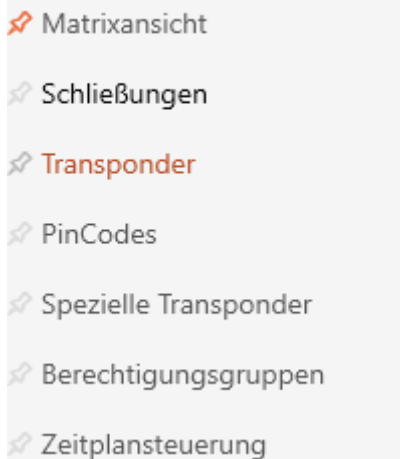 Matrixansicht
Schließungen
Transponder
PinCodes
Spezielle Transponder
Berechtigungsgruppen
Zeitplansteuerung